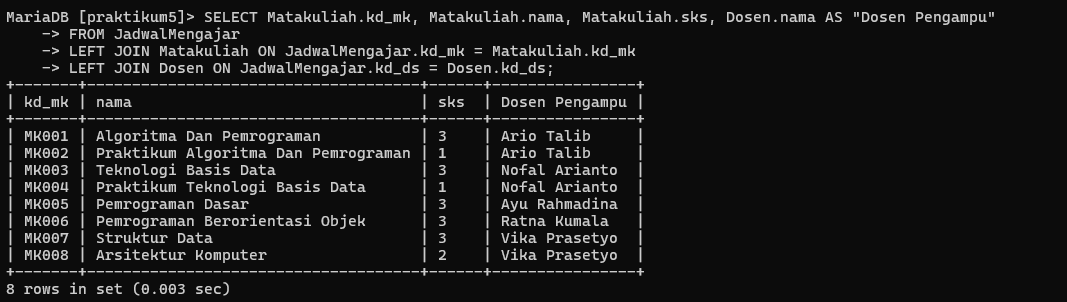 MariaDB [praktikum5]> SELECT Matakuliah.kd_mk, Matakuliah.nama, Matakuliah.sks, Dosen.nama AS "Dosen Pengampu"
    -> FROM JadwalMengajar
    -> LEFT JOIN Matakuliah ON JadwalMengajar.kd_mk = Matakuliah.kd_mk
    -> LEFT JOIN Dosen ON JadwalMengajar.kd_ds = Dosen.kd_ds;
+-------+-------------------------------------+------+----------------+
| kd_mk | nama                                | sks  | Dosen Pengampu |
+-------+-------------------------------------+------+----------------+
| MK001 | Algoritma Dan Pemrograman           | 3    | Ario Talib     |
| MK002 | Praktikum Algoritma Dan Pemrograman | 1    | Ario Talib     |
| MK003 | Teknologi Basis Data                | 3    | Nofal Arianto  |
| MK004 | Praktikum Teknologi Basis Data      | 1    | Nofal Arianto  |
| MK005 | Pemrograman Dasar                   | 3    | Ayu Rahmadina  |
| MK006 | Pemrograman Berorientasi Objek      | 3    | Ratna Kumala   |
| MK007 | Struktur Data                       | 3    | Vika Prasetyo  |
| MK008 | Arsitektur Komputer                 | 2    | Vika Prasetyo  |
+-------+-------------------------------------+------+----------------+
8 rows in set (0.003 sec)